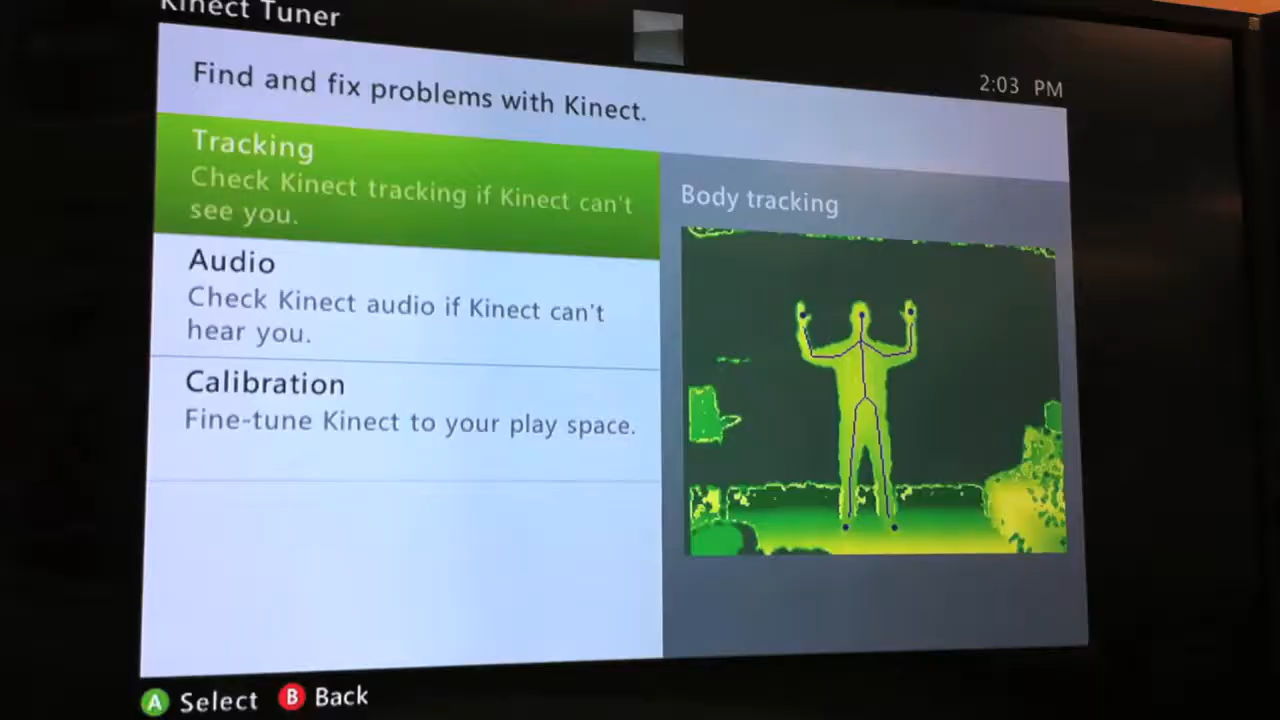 Kinect Tuner
2:03 PM
Find and fix problems with Kinect.
Tracking
Check Kinect tracking if Kinect can't
see you.
Audio
Check Kinect audio if Kinect can't
hear you.
Calibration
Fine-tune Kinect to your play space.
Body tracking
A Select B Back